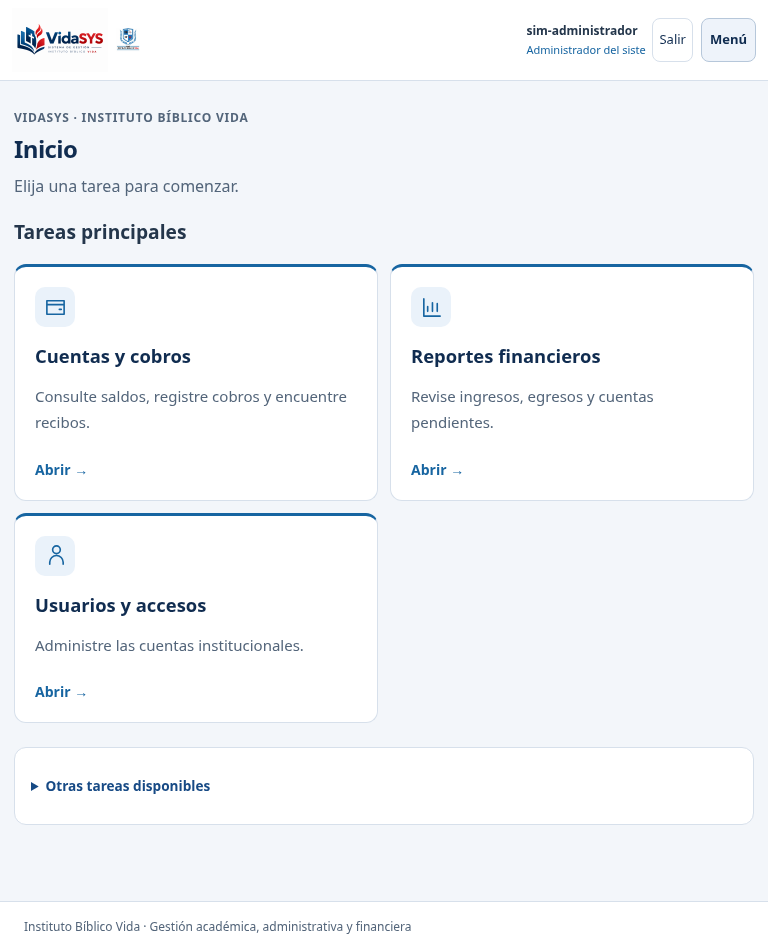 VidaSYS
sim-administrador
Administrador del siste
Salir
Menú
VIDASYS · INSTITUTO BÍBLICO VIDA
Inicio
Elija una tarea para comenzar.
Tareas principales
Cuentas y cobros
Consulte saldos, registre cobros y encuentre
recibos.
Abrir →
Reportes financieros
Revise ingresos, egresos y cuentas
pendientes.
Abrir →
Usuarios y accesos
Administre las cuentas institucionales.
Abrir →
Otras tareas disponibles
Instituto Bíblico Vida · Gestión académica, administrativa y financiera